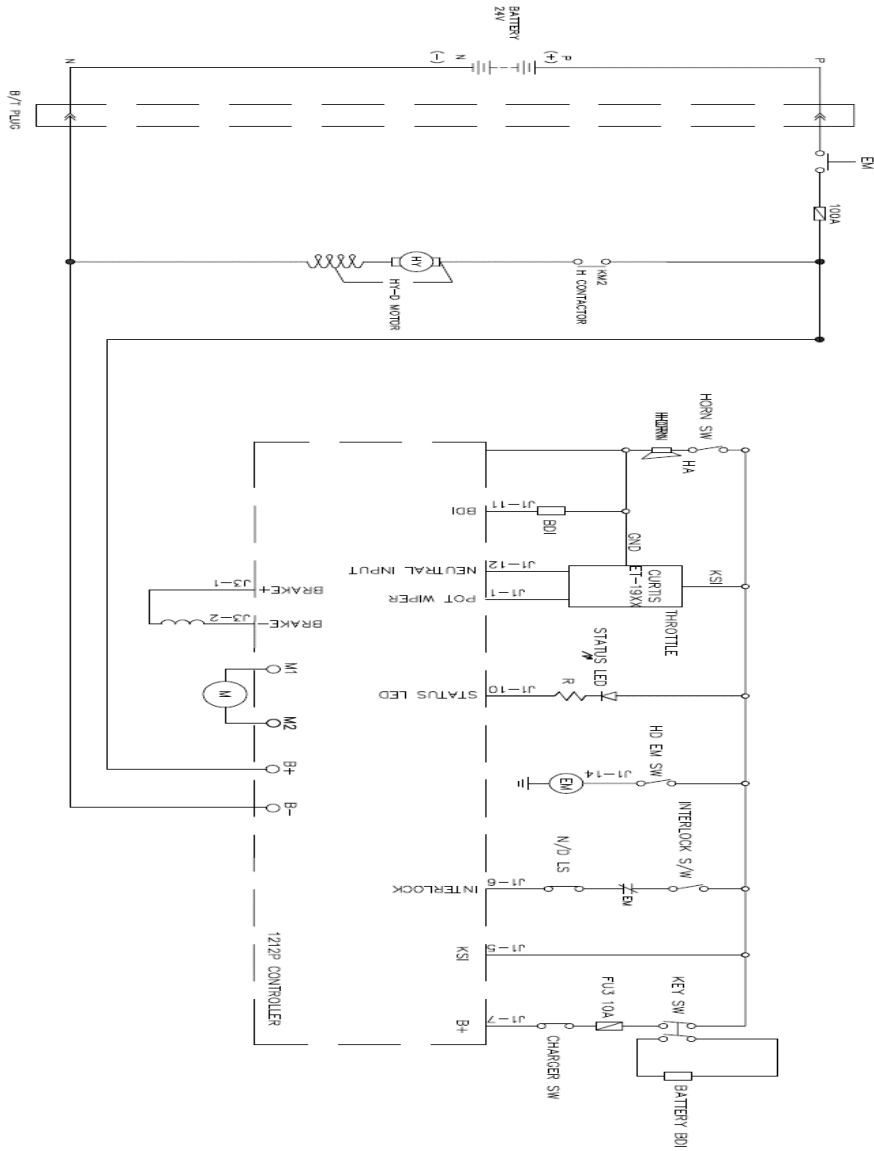 BATTERY
24V
(-)
N
P
(+)
N
P
B/T PLUG
EM
100A
HY
HY-D MOTOR
KM2
H CONTACTOR
HORN SW
HA
BDI
J1-11
BDI
GND
NEUTRAL INPUT
J1-12
POT WIPER
J1-1
CURTIS
ET-19XX
THROTTLE
KSI
J3-1
BRAKE+
J3-2
BRAKE-
M1
M
M2
STATUS LED
J1-10
R
STATUS LED
B+
B-
EM
J1-14
HD EM SW
INTERLOCK
J1-6
N/D LS
EM
INTERLOCK S/W
1212P CONTROLLER
KSI
J1-5
B+
J1-7
CHARGER SW
FU3 10A
KEY SW
BATTERY BDI